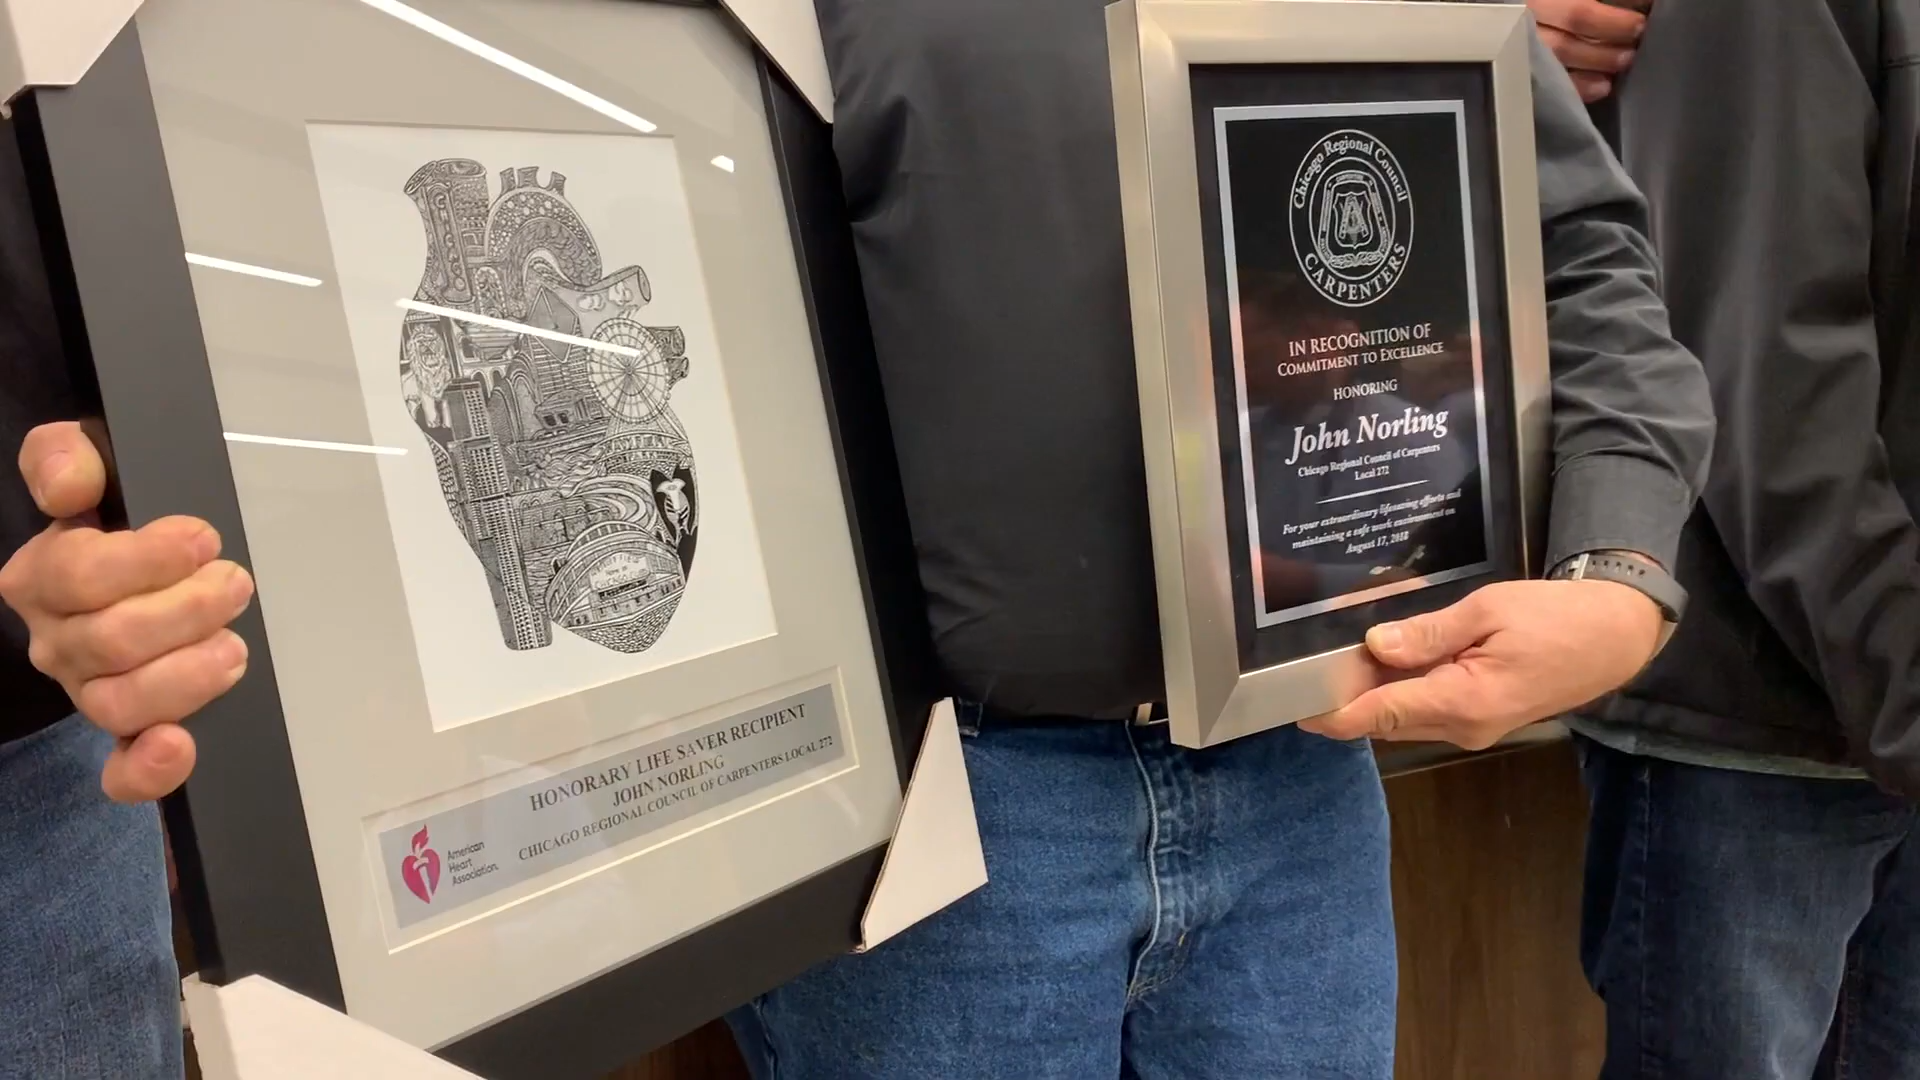 HONORARY LIFE SAVER RECIPIENT
JOHN NORLING
CHICAGO REGIONAL COUNCIL OF CARPENTERS LOCAL 272
American
Heart
Association.
CHICAGO CUBS
Chicago Regional Council
CARPENTERS
IN RECOGNITION OF
COMMITMENT TO EXCELLENCE
HONORING
John Norling
Chicago Regional Council of Carpenters
Local 272
For your extraordinary lifesaving efforts and
maintaining a safe work environment on
August 17, 2018